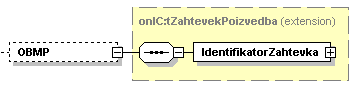 onIC:tZahtevekPoizvedba (extension)
OBMP
IdentifikatorZahtevka